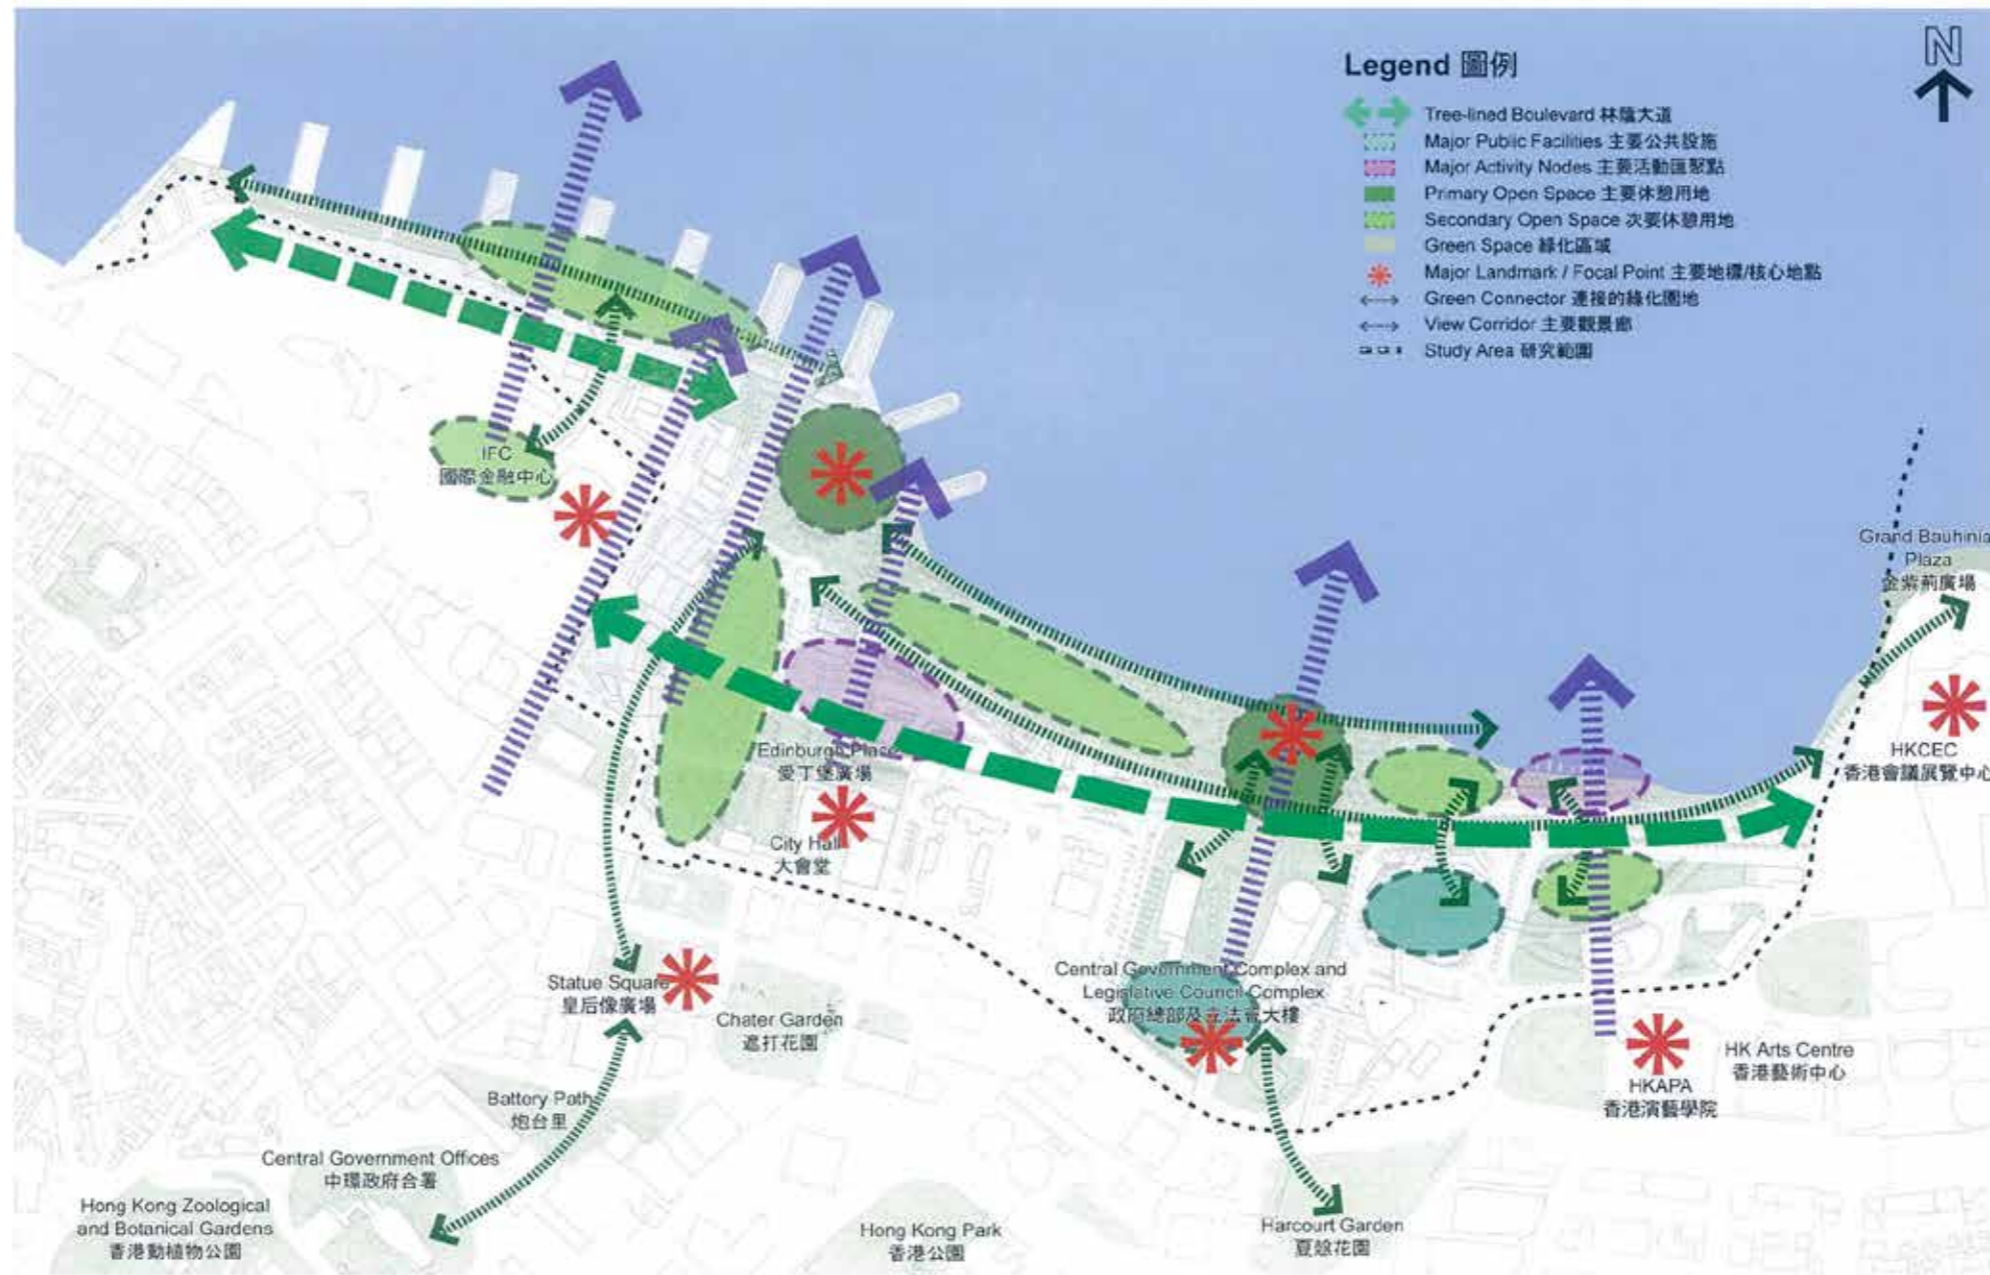 N
Legend 圖例
Tree-lined Boulevard 林蔭大道
Major Public Facilities 主要公共設施
Major Activity Nodes 主要活動匯聚點
Primary Open Space 主要休憩用地
Secondary Open Space 次要休憩用地
Green Space 綠化區域
Major Landmark / Focal Point 主要地標/核心地點
Green Connector 連接的綠化園地
View Corridor 主要觀景廊
Study Area 研究範圍
IFC
國際金融中心
Grand Bauhinia
Plaza
金紫荊廣場
HKCEC
香港會議展覽中心
Edinburgh Place
愛丁堡廣場
City Hall
大會堂
Statue Square
皇后像廣場
Chater Garden
遮打花園
Central Government Complex and
Legislative Council Complex
政府總部及立法會大樓
HK Arts Centre
香港藝術中心
HKAPA
香港演藝學院
Battery Path
炮台里
Central Government Offices
中環政府合署
Hong Kong Zoological
and Botanical Gardens
香港動植物公園
Hong Kong Park
香港公園
Harcourt Garden
夏慤花園